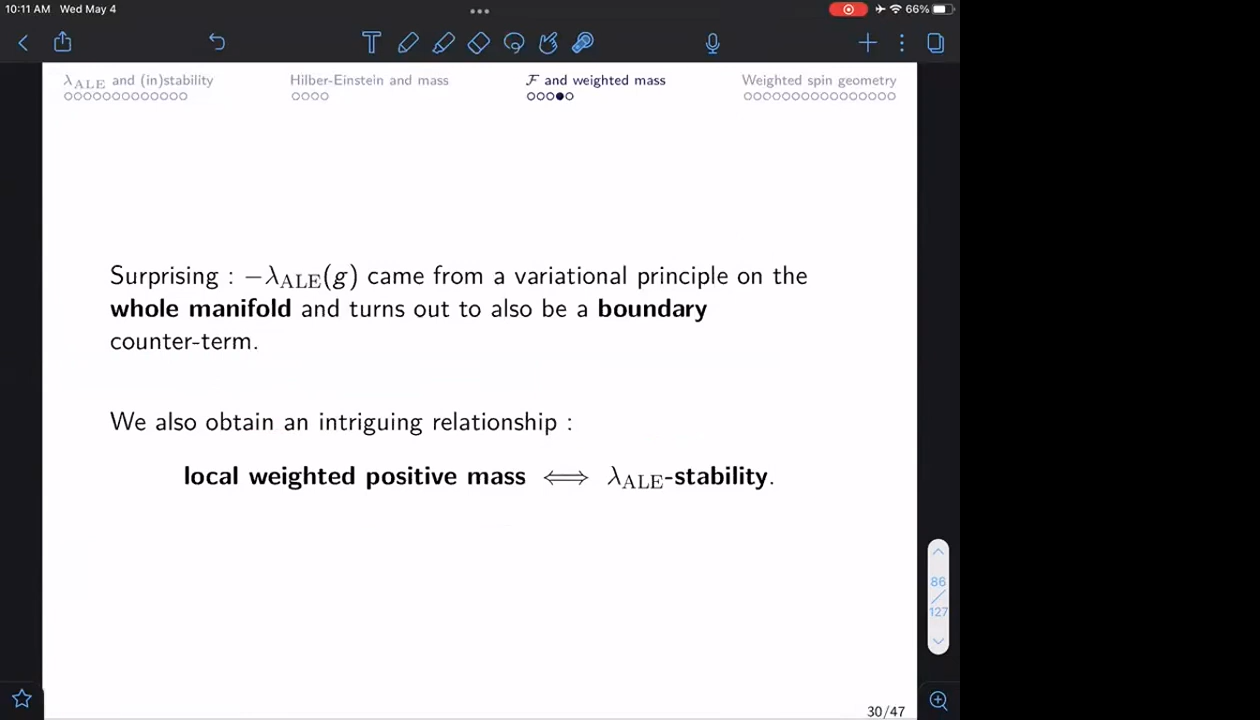 10:11 AM Wed May 4
66%
λ_ALE and (in)stability
Hilber-Einstein and mass
ℱ and weighted mass
Weighted spin geometry
Surprising : −λ_ALE(g) came from a variational principle on the
whole manifold and turns out to also be a boundary
counter-term.
We also obtain an intriguing relationship :
local weighted positive mass ⟺ λ_ALE-stability.
86
/
127
30/47